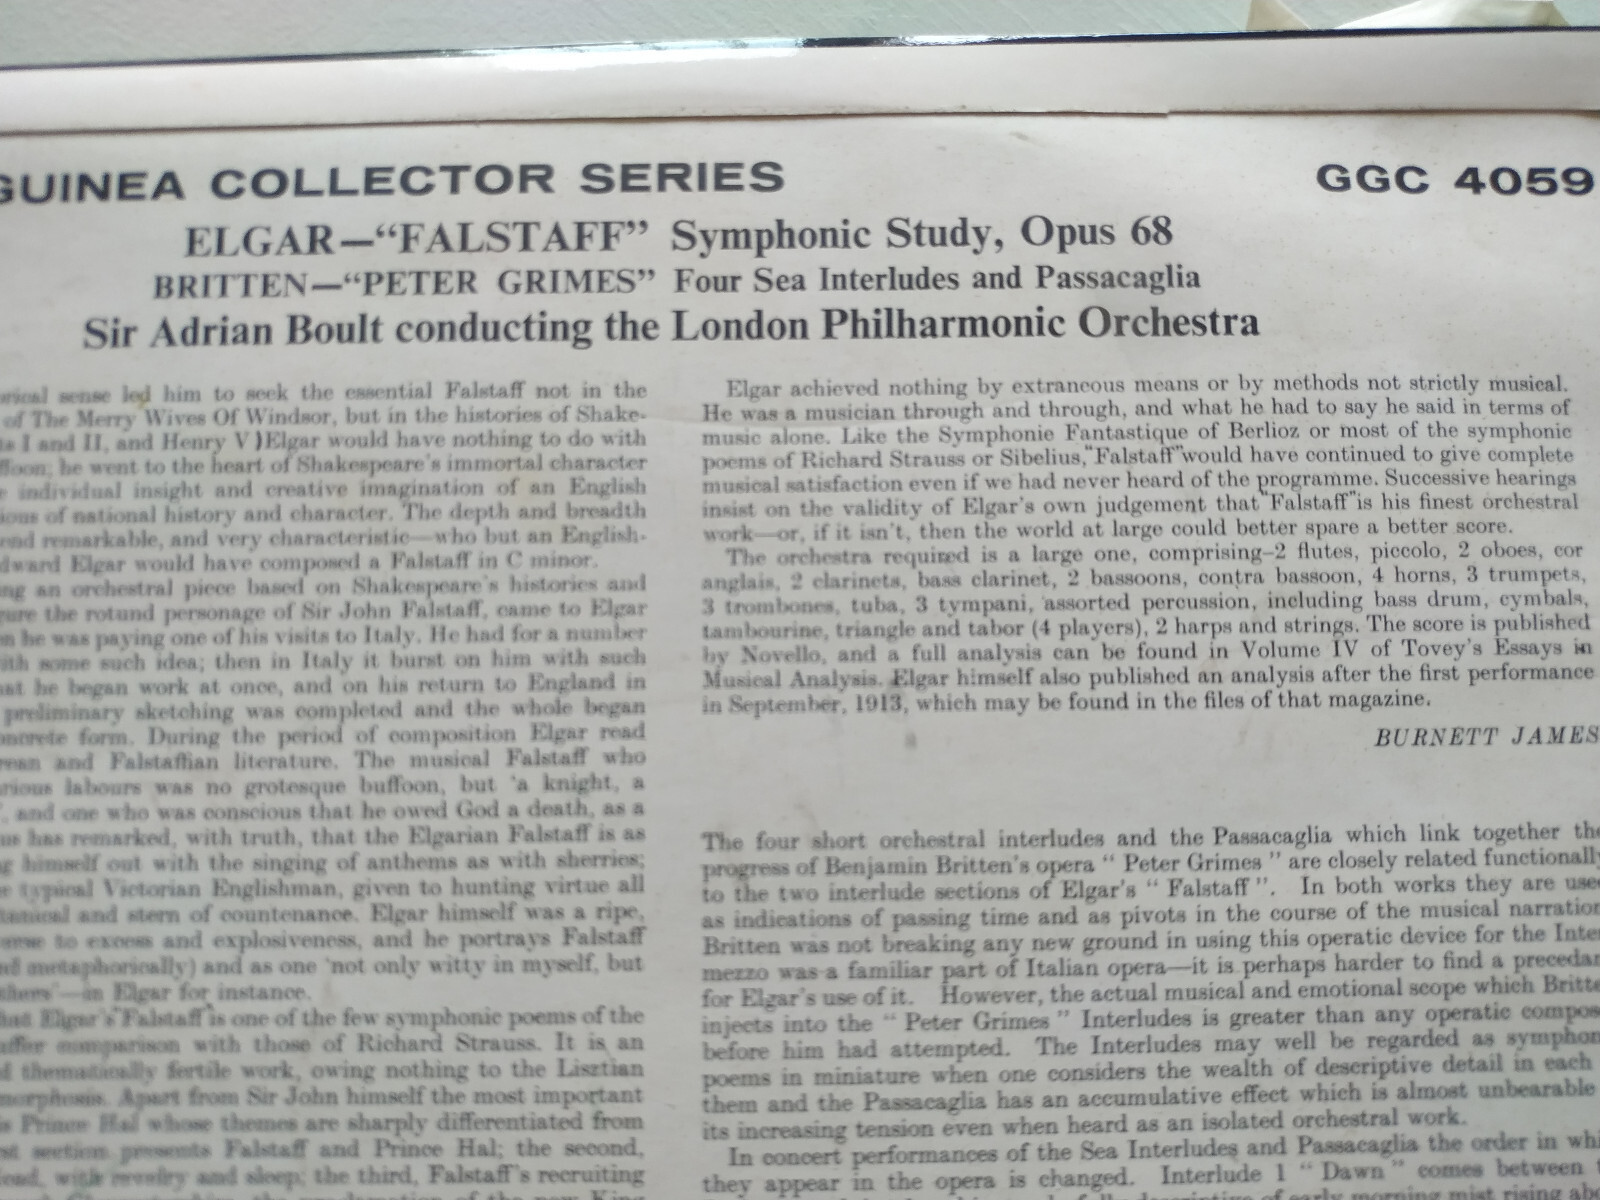 GUINEA COLLECTOR SERIES
GGC 4059
ELGAR—“FALSTAFF” Symphonic Study, Opus 68
BRITTEN—“PETER GRIMES” Four Sea Interludes and Passacaglia
Sir Adrian Boult conducting the London Philharmonic Orchestra
sense led him to seek the essential Falstaff not in the
of The Merry Wives Of Windsor, but in the histories of Shake-
I and II, and Henry V)Elgar would have nothing to do with
he went to the heart of Shakespeare's immortal character
individual insight and creative imagination of an English
of national history and character. The depth and breadth
and remarkable, and very characteristic—who but an English-
Edward Elgar would have composed a Falstaff in C minor.
an orchestral piece based on Shakespeare's histories and
the rotund personage of Sir John Falstaff, came to Elgar
he was paying one of his visits to Italy. He had for a number
with some such idea; then in Italy it burst on him with such
that he began work at once, and on his return to England in
preliminary sketching was completed and the whole began
concrete form. During the period of composition Elgar read
and Falstaffian literature. The musical Falstaff who
labours was no grotesque buffoon, but 'a knight, a
, and one who was conscious that he owed God a death, as a
has remarked, with truth, that the Elgarian Falstaff is as
himself out with the singing of anthems as with sherries;
typical Victorian Englishman, given to hunting virtue all
and stern of countenance. Elgar himself was a ripe,
to excess and explosiveness, and he portrays Falstaff
metaphorically) and as one 'not only witty in myself, but
—in Elgar for instance.
Elgar's "Falstaff" is one of the few symphonic poems of the
comparison with those of Richard Strauss. It is an
thematically fertile work, owing nothing to the Lisztian
Apart from Sir John himself the most important
Prince Hal whose themes are sharply differentiated from
section presents Falstaff and Prince Hal; the second,
with revelry and sleep; the third, Falstaff's recruiting
the new King
Elgar achieved nothing by extraneous means or by methods not strictly musical.
He was a musician through and through, and what he had to say he said in terms of
music alone. Like the Symphonie Fantastique of Berlioz or most of the symphonic
poems of Richard Strauss or Sibelius, "Falstaff" would have continued to give complete
musical satisfaction even if we had never heard of the programme. Successive hearings
insist on the validity of Elgar's own judgement that "Falstaff" is his finest orchestral
work—or, if it isn't, then the world at large could better spare a better score.
The orchestra required is a large one, comprising–2 flutes, piccolo, 2 oboes, cor
anglais, 2 clarinets, bass clarinet, 2 bassoons, contra bassoon, 4 horns, 3 trumpets,
3 trombones, tuba, 3 tympani, assorted percussion, including bass drum, cymbals,
tambourine, triangle and tabor (4 players), 2 harps and strings. The score is published
by Novello, and a full analysis can be found in Volume IV of Tovey's Essays in
Musical Analysis. Elgar himself also published an analysis after the first performance
in September, 1913, which may be found in the files of that magazine.
BURNETT JAMES
The four short orchestral interludes and the Passacaglia which link together the
progress of Benjamin Britten's opera “ Peter Grimes ” are closely related functionally
to the two interlude sections of Elgar's “ Falstaff ”. In both works they are used
as indications of passing time and as pivots in the course of the musical narration
Britten was not breaking any new ground in using this operatic device for the Inter
mezzo was a familiar part of Italian opera—it is perhaps harder to find a precedan
for Elgar's use of it. However, the actual musical and emotional scope which Britte
injects into the “ Peter Grimes ” Interludes is greater than any operatic compos
before him had attempted. The Interludes may well be regarded as symphon
poems in miniature when one considers the wealth of descriptive detail in each
them and the Passacaglia has an accumulative effect which is almost unbearable
its increasing tension even when heard as an isolated orchestral work.
In concert performances of the Sea Interludes and Passacaglia the order in whi
they appear in the opera is changed. Interlude 1 “ Dawn ” comes between t
descriptive of early morning mist rising abo